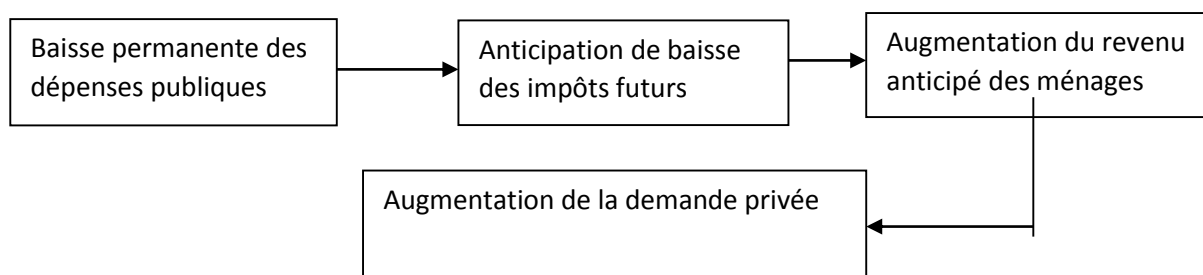 Baisse permanente des
dépenses publiques
Anticipation de baisse
des impôts futurs
Augmentation du revenu
anticipé des ménages
Augmentation de la demande privée